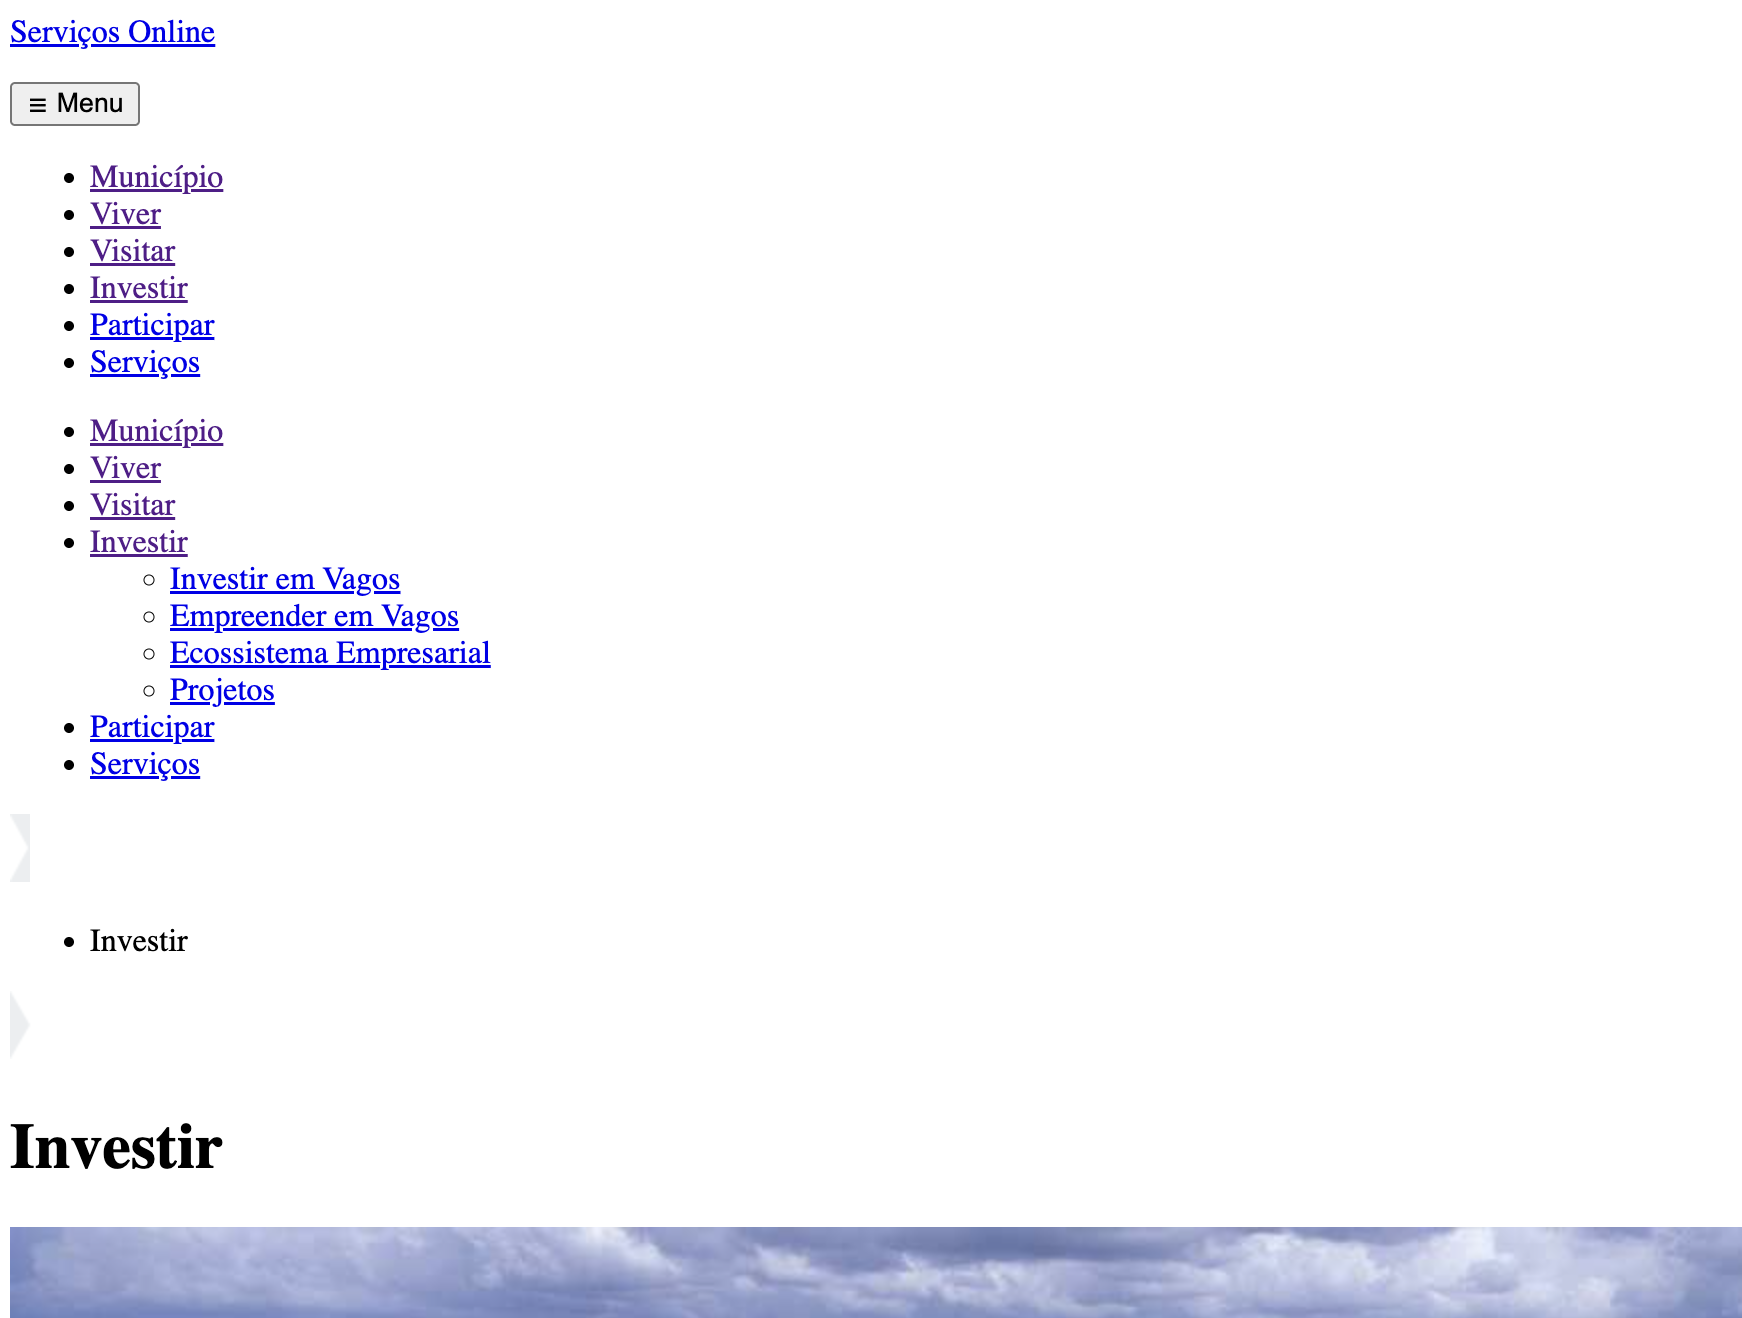 Serviços Online
≡ Menu
Município
Viver
Visitar
Investir
Participar
Serviços
Município
Viver
Visitar
Investir
Investir em Vagos
Empreender em Vagos
Ecossistema Empresarial
Projetos
Participar
Serviços
Investir
Investir